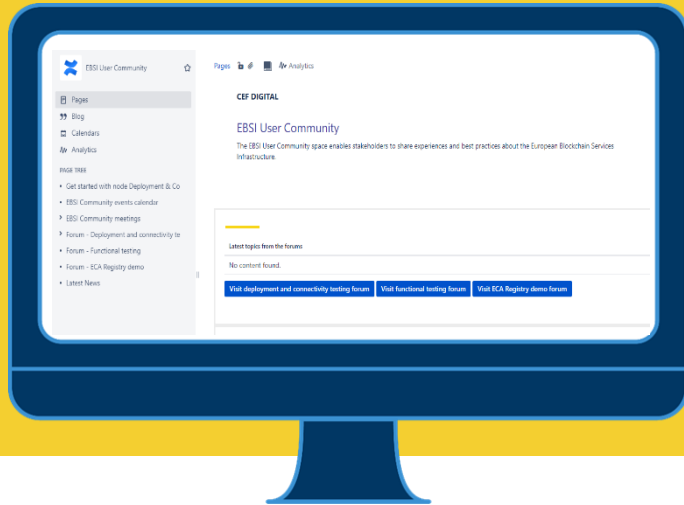 EBSI User Community
Pages
Blog
Calendars
Analytics
PAGE TREE
Get started with node Deployment & Co
EBSI Community events calendar
EBSI Community meetings
Forum - Deployment and connectivity te
Forum - Functional testing
Forum - ECA Registry demo
Latest News
Pages Analytics
CEF DIGITAL
EBSI User Community
The EBSI User Community space enables stakeholders to share experiences and best practices about the European Blockchain Services
Infrastructure.
Latest topics from the forums
No content found.
Visit deployment and connectivity testing forum Visit functional testing forum Visit ECA Registry demo forum